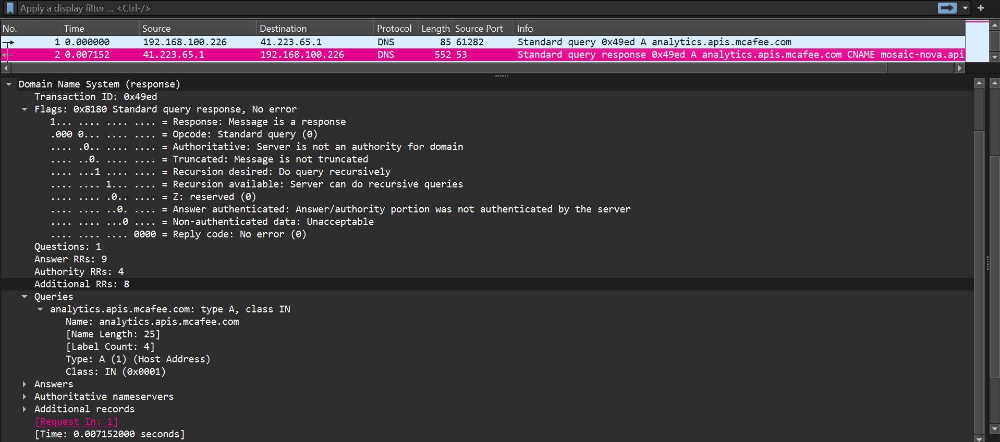 Apply a display filter ... <Ctrl-/>
No. Time Source Destination Protocol Length Source Port Info
1 0.000000 192.168.100.226 41.223.65.1 DNS 85 61282 Standard query 0x49ed A analytics.apis.mcafee.com
2 0.007152 41.223.65.1 192.168.100.226 DNS 552 53 Standard query response 0x49ed A analytics.apis.mcafee.com CNAME mosaic-nova.api
Domain Name System (response)
Transaction ID: 0x49ed
Flags: 0x8180 Standard query response, No error
1... .... .... .... = Response: Message is a response
.000 0... .... .... = Opcode: Standard query (0)
.... .0.. .... .... = Authoritative: Server is not an authority for domain
.... ..0. .... .... = Truncated: Message is not truncated
.... ...1 .... .... = Recursion desired: Do query recursively
.... .... 1... .... = Recursion available: Server can do recursive queries
.... .... .0.. .... = Z: reserved (0)
.... .... ..0. .... = Answer authenticated: Answer/authority portion was not authenticated by the server
.... .... ...0 .... = Non-authenticated data: Unacceptable
.... .... .... 0000 = Reply code: No error (0)
Questions: 1
Answer RRs: 9
Authority RRs: 4
Additional RRs: 8
Queries
analytics.apis.mcafee.com: type A, class IN
Name: analytics.apis.mcafee.com
[Name Length: 25]
[Label Count: 4]
Type: A (1) (Host Address)
Class: IN (0x0001)
Answers
Authoritative nameservers
Additional records
[Request In: 1]
[Time: 0.007152000 seconds]